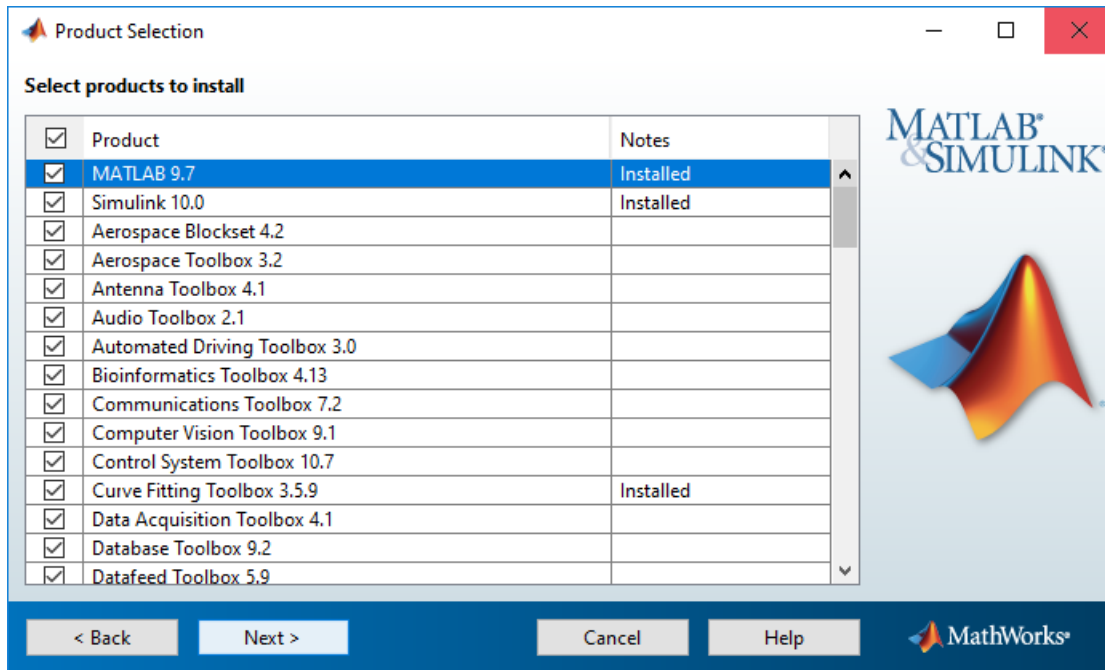 Product Selection
Select products to install
Product Notes
MATLAB 9.7 Installed
Simulink 10.0 Installed
Aerospace Blockset 4.2
Aerospace Toolbox 3.2
Antenna Toolbox 4.1
Audio Toolbox 2.1
Automated Driving Toolbox 3.0
Bioinformatics Toolbox 4.13
Communications Toolbox 7.2
Computer Vision Toolbox 9.1
Control System Toolbox 10.7
Curve Fitting Toolbox 3.5.9 Installed
Data Acquisition Toolbox 4.1
Database Toolbox 9.2
Datafeed Toolbox 5.9
MATLAB®
&SIMULINK®
< Back Next > Cancel Help MathWorks®